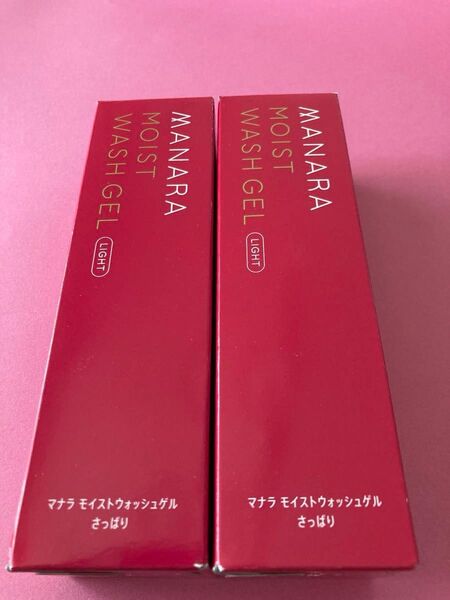 MANARA
MOIST
WASH GEL
LIGHT
マナラ モイストウォッシュゲル
さっぱり
MANARA
MOIST
WASH GEL
LIGHT
マナラ モイストウォッシュゲル
さっぱり